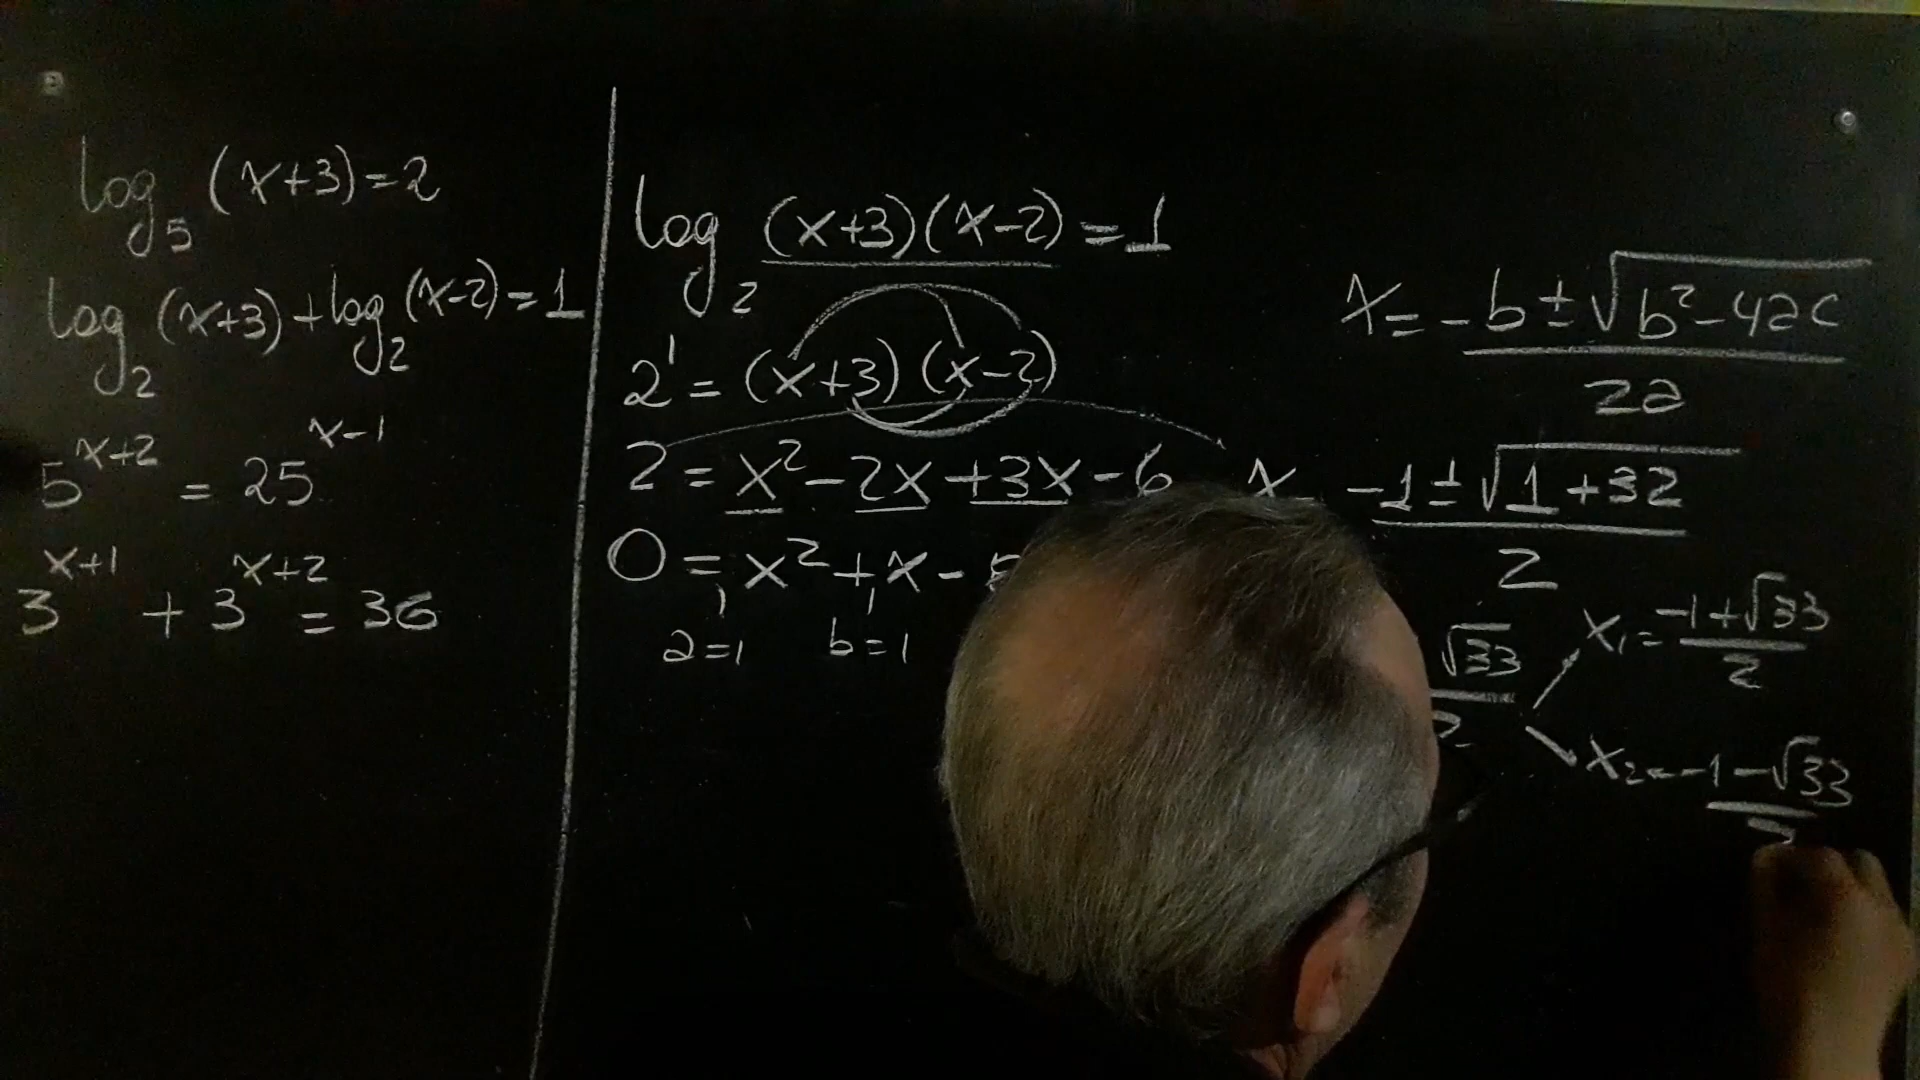 log₅ (x+3)=2
log₂ (x+3)+log₂ (x-2)=1
5^(x+2) = 25^(x-1)
3^(x+1) + 3^(x+2) = 36
log₂ (x+3)(x-2)=1
2¹ = (x+3)(x-2)
2 = x²-2x+3x-6
0 = x²+x-
a=1 b=1
x = -b±√(b²-4ac) / 2a
x -1±√(1+32) / 2
√33 / 2
x₁ = -1+√33 / 2
x₂ = -1-√33 / 2